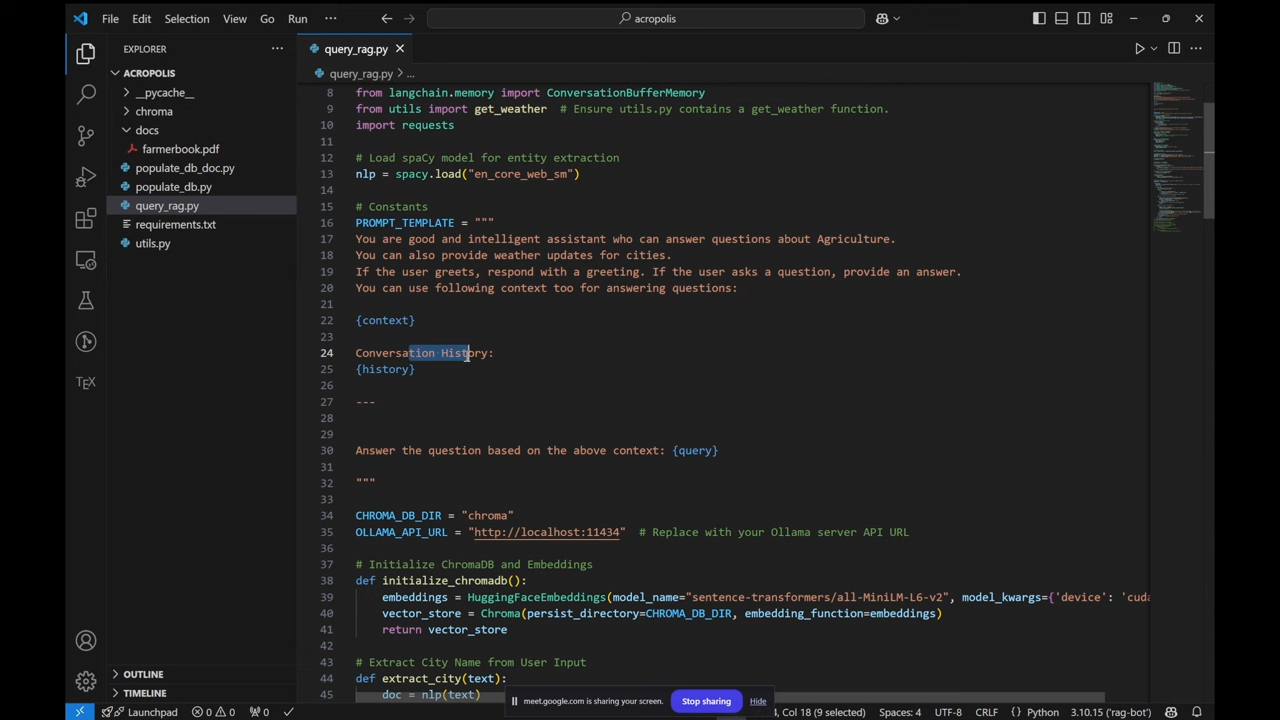 File Edit Selection View Go Run ··· acropolis
EXPLORER ···
ACROPOLIS
__pycache__
chroma
docs
farmerbook.pdf
populate_db_doc.py
populate_db.py
query_rag.py
requirements.txt
utils.py
OUTLINE
TIMELINE
TEX
query_rag.py
query_rag.py > ...
8 from langchain.memory import ConversationBufferMemory
9 from utils import get_weather # Ensure utils.py contains a get_weather function.
10 import requests
11
12 # Load spaCy model for entity extraction
13 nlp = spacy.load("en_core_web_sm")
14
15 # Constants
16 PROMPT_TEMPLATE = """
17 You are good and intelligent assistant who can answer questions about Agriculture.
18 You can also provide weather updates for cities.
19 If the user greets, respond with a greeting. If the user asks a question, provide an answer.
20 You can use following context too for answering questions:
21
22 {context}
23
24 Conversation History:
25 {history}
26
27 ---
28
29
30 Answer the question based on the above context: {query}
31
32 """
33
34 CHROMA_DB_DIR = "chroma"
35 OLLAMA_API_URL = "http://localhost:11434" # Replace with your Ollama server API URL
36
37 # Initialize ChromaDB and Embeddings
38 def initialize_chromadb():
39 embeddings = HuggingFaceEmbeddings(model_name="sentence-transformers/all-MiniLM-L6-v2", model_kwargs={'device': 'cuda
40 vector_store = Chroma(persist_directory=CHROMA_DB_DIR, embedding_function=embeddings)
41 return vector_store
42
43 # Extract City Name from User Input
44 def extract_city(text):
45 doc = nlp(text)
meet.google.com is sharing your screen. Stop sharing Hide
Launchpad 0 0 0 4, Col 18 (9 selected) Spaces: 4 UTF-8 CRLF {} Python 3.10.15 ('rag-bot')